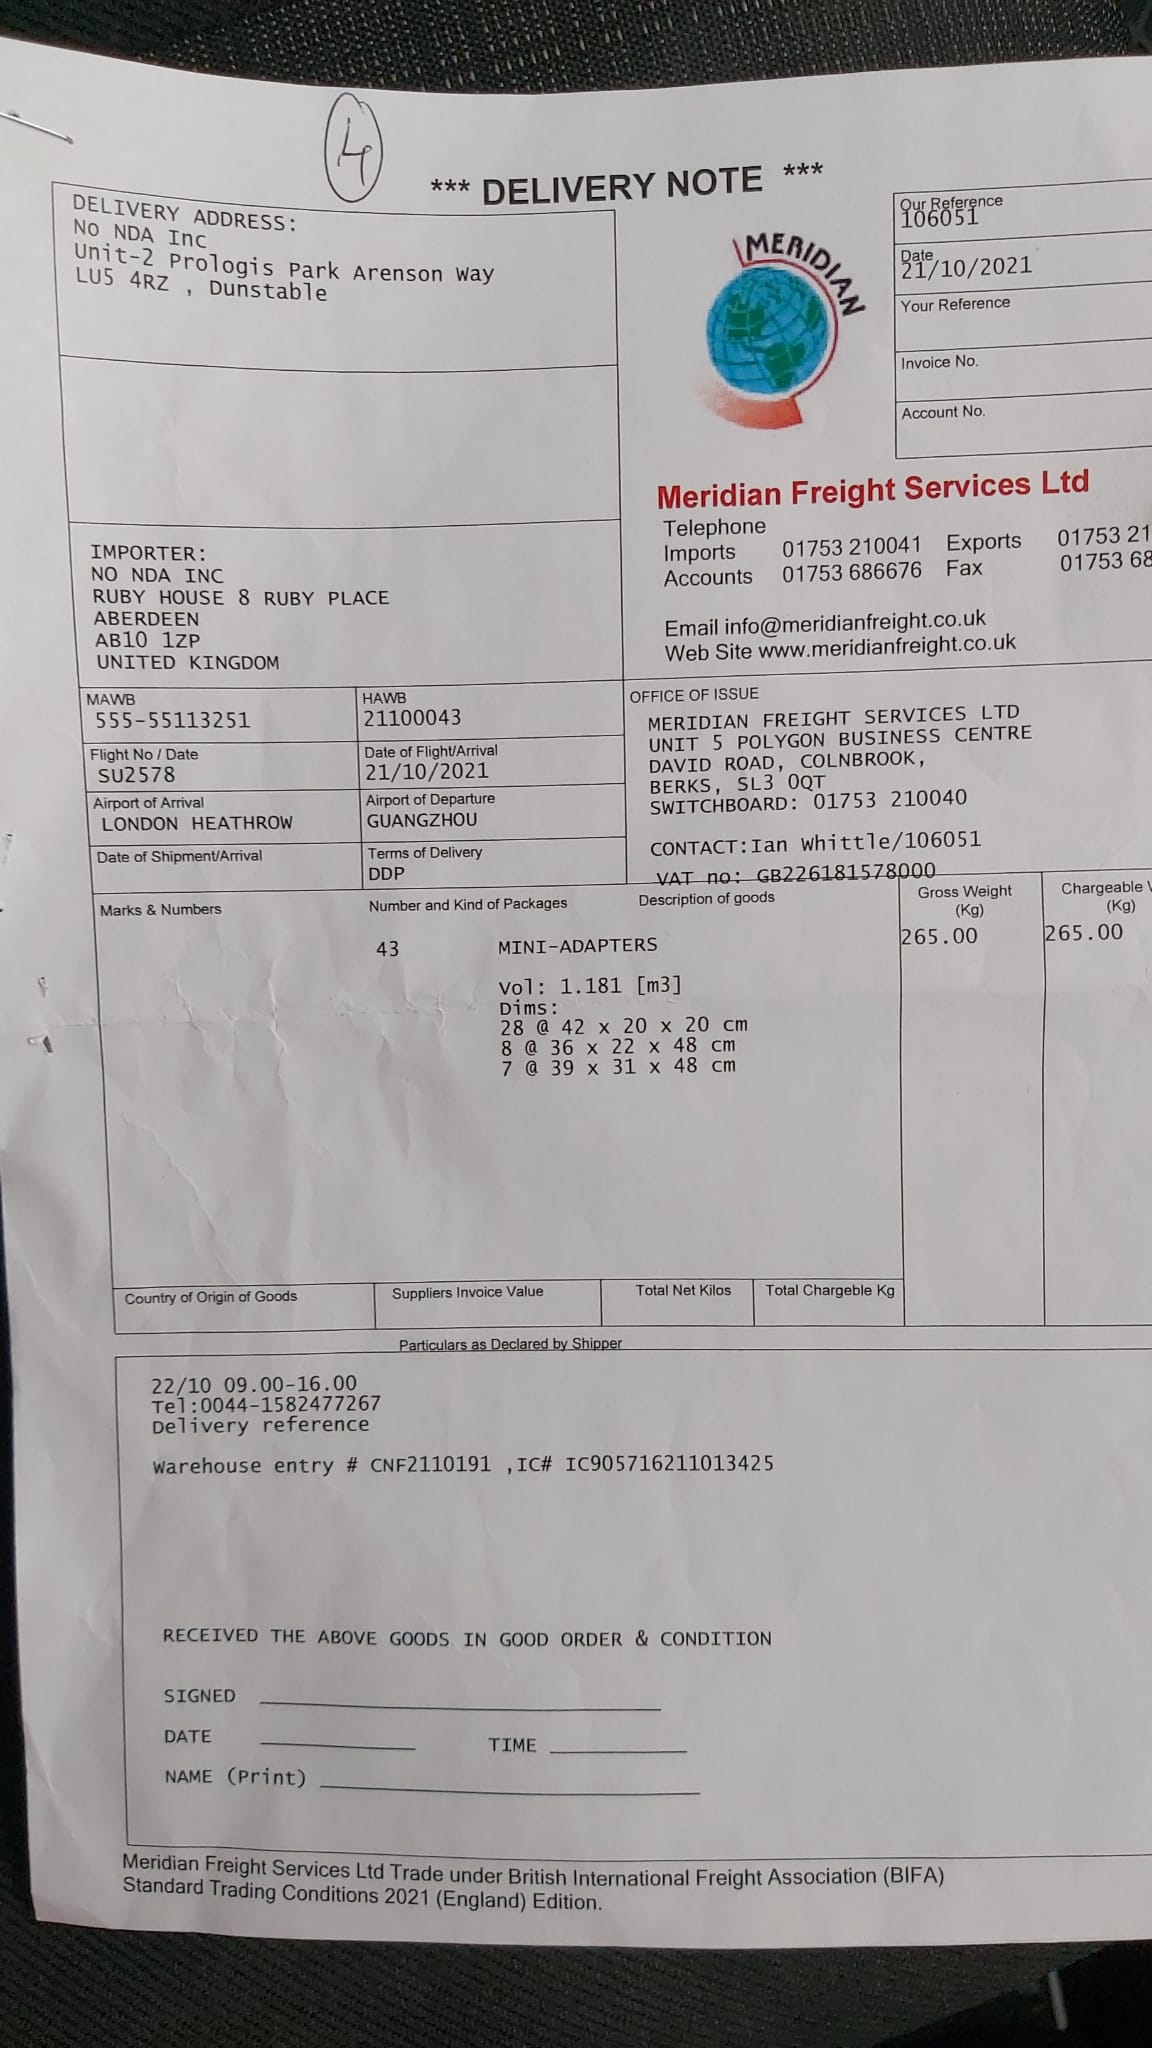 4
*** DELIVERY NOTE ***
DELIVERY ADDRESS:
No NDA Inc
Unit-2 Prologis Park Arenson Way
LU5 4RZ , Dunstable
MERIDIAN
Our Reference
106051
Date
21/10/2021
Your Reference
Invoice No.
Account No.
Meridian Freight Services Ltd
Telephone
Imports 01753 210041 Exports 01753 21
Accounts 01753 686676 Fax 01753 68
Email info@meridianfreight.co.uk
Web Site www.meridianfreight.co.uk
IMPORTER:
NO NDA INC
RUBY HOUSE 8 RUBY PLACE
ABERDEEN
AB10 1ZP
UNITED KINGDOM
MAWB HAWB
555-55113251 21100043
Flight No / Date Date of Flight/Arrival
SU2578 21/10/2021
Airport of Arrival Airport of Departure
LONDON HEATHROW GUANGZHOU
Date of Shipment/Arrival Terms of Delivery
DDP
OFFICE OF ISSUE
MERIDIAN FREIGHT SERVICES LTD
UNIT 5 POLYGON BUSINESS CENTRE
DAVID ROAD, COLNBROOK,
BERKS, SL3 0QT
SWITCHBOARD: 01753 210040
CONTACT:Ian Whittle/106051
VAT no: GB226181578000
Marks & Numbers Number and Kind of Packages Description of goods Gross Weight (Kg) Chargeable (Kg)
43 MINI-ADAPTERS 265.00 265.00
Vol: 1.181 [m3]
Dims:
28 @ 42 x 20 x 20 cm
8 @ 36 x 22 x 48 cm
7 @ 39 x 31 x 48 cm
Country of Origin of Goods Suppliers Invoice Value Total Net Kilos Total Chargeble Kg
Particulars as Declared by Shipper
22/10 09.00-16.00
Tel:0044-1582477267
Delivery reference
Warehouse entry # CNF2110191 ,IC# IC905716211013425
RECEIVED THE ABOVE GOODS IN GOOD ORDER & CONDITION
SIGNED
DATE TIME
NAME (Print)
Meridian Freight Services Ltd Trade under British International Freight Association (BIFA)
Standard Trading Conditions 2021 (England) Edition.